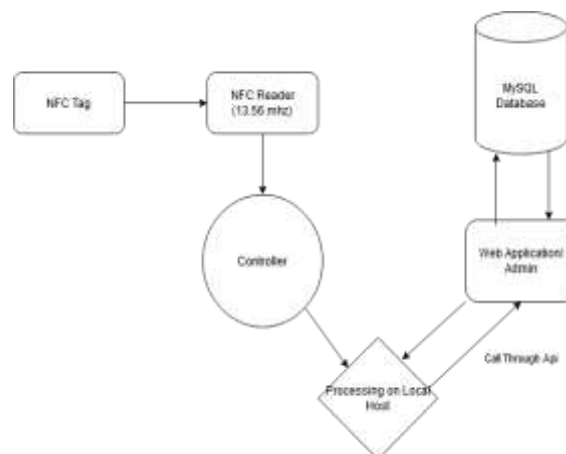 NFC Tag
NFC Reader
(13.56 mhz)
MySQL
Database
Controller
Web Application/
Admin
Call Through Api
Processing on Local
Host